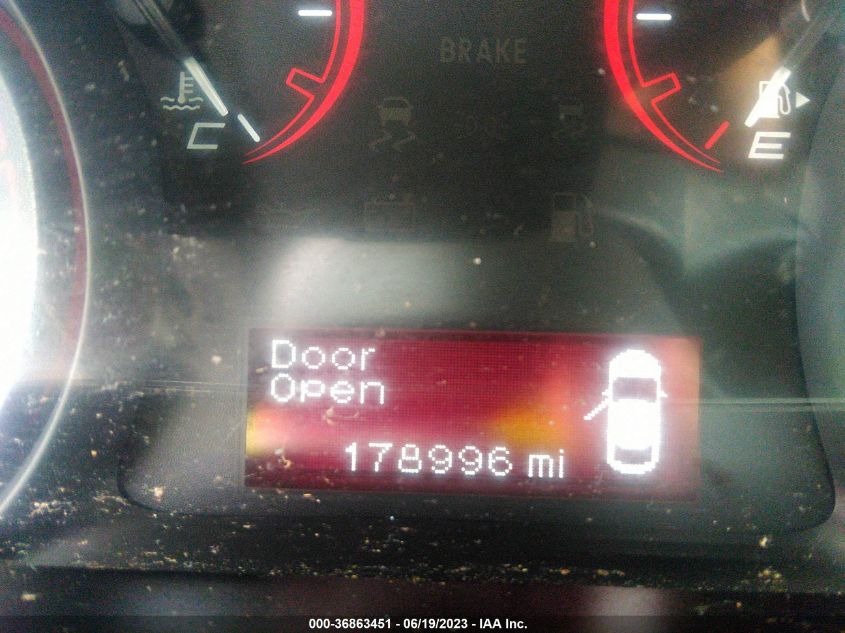 BRAKE
C
E
Door
Open
178996 mi
000-36863451 - 06/19/2023 - IAA Inc.